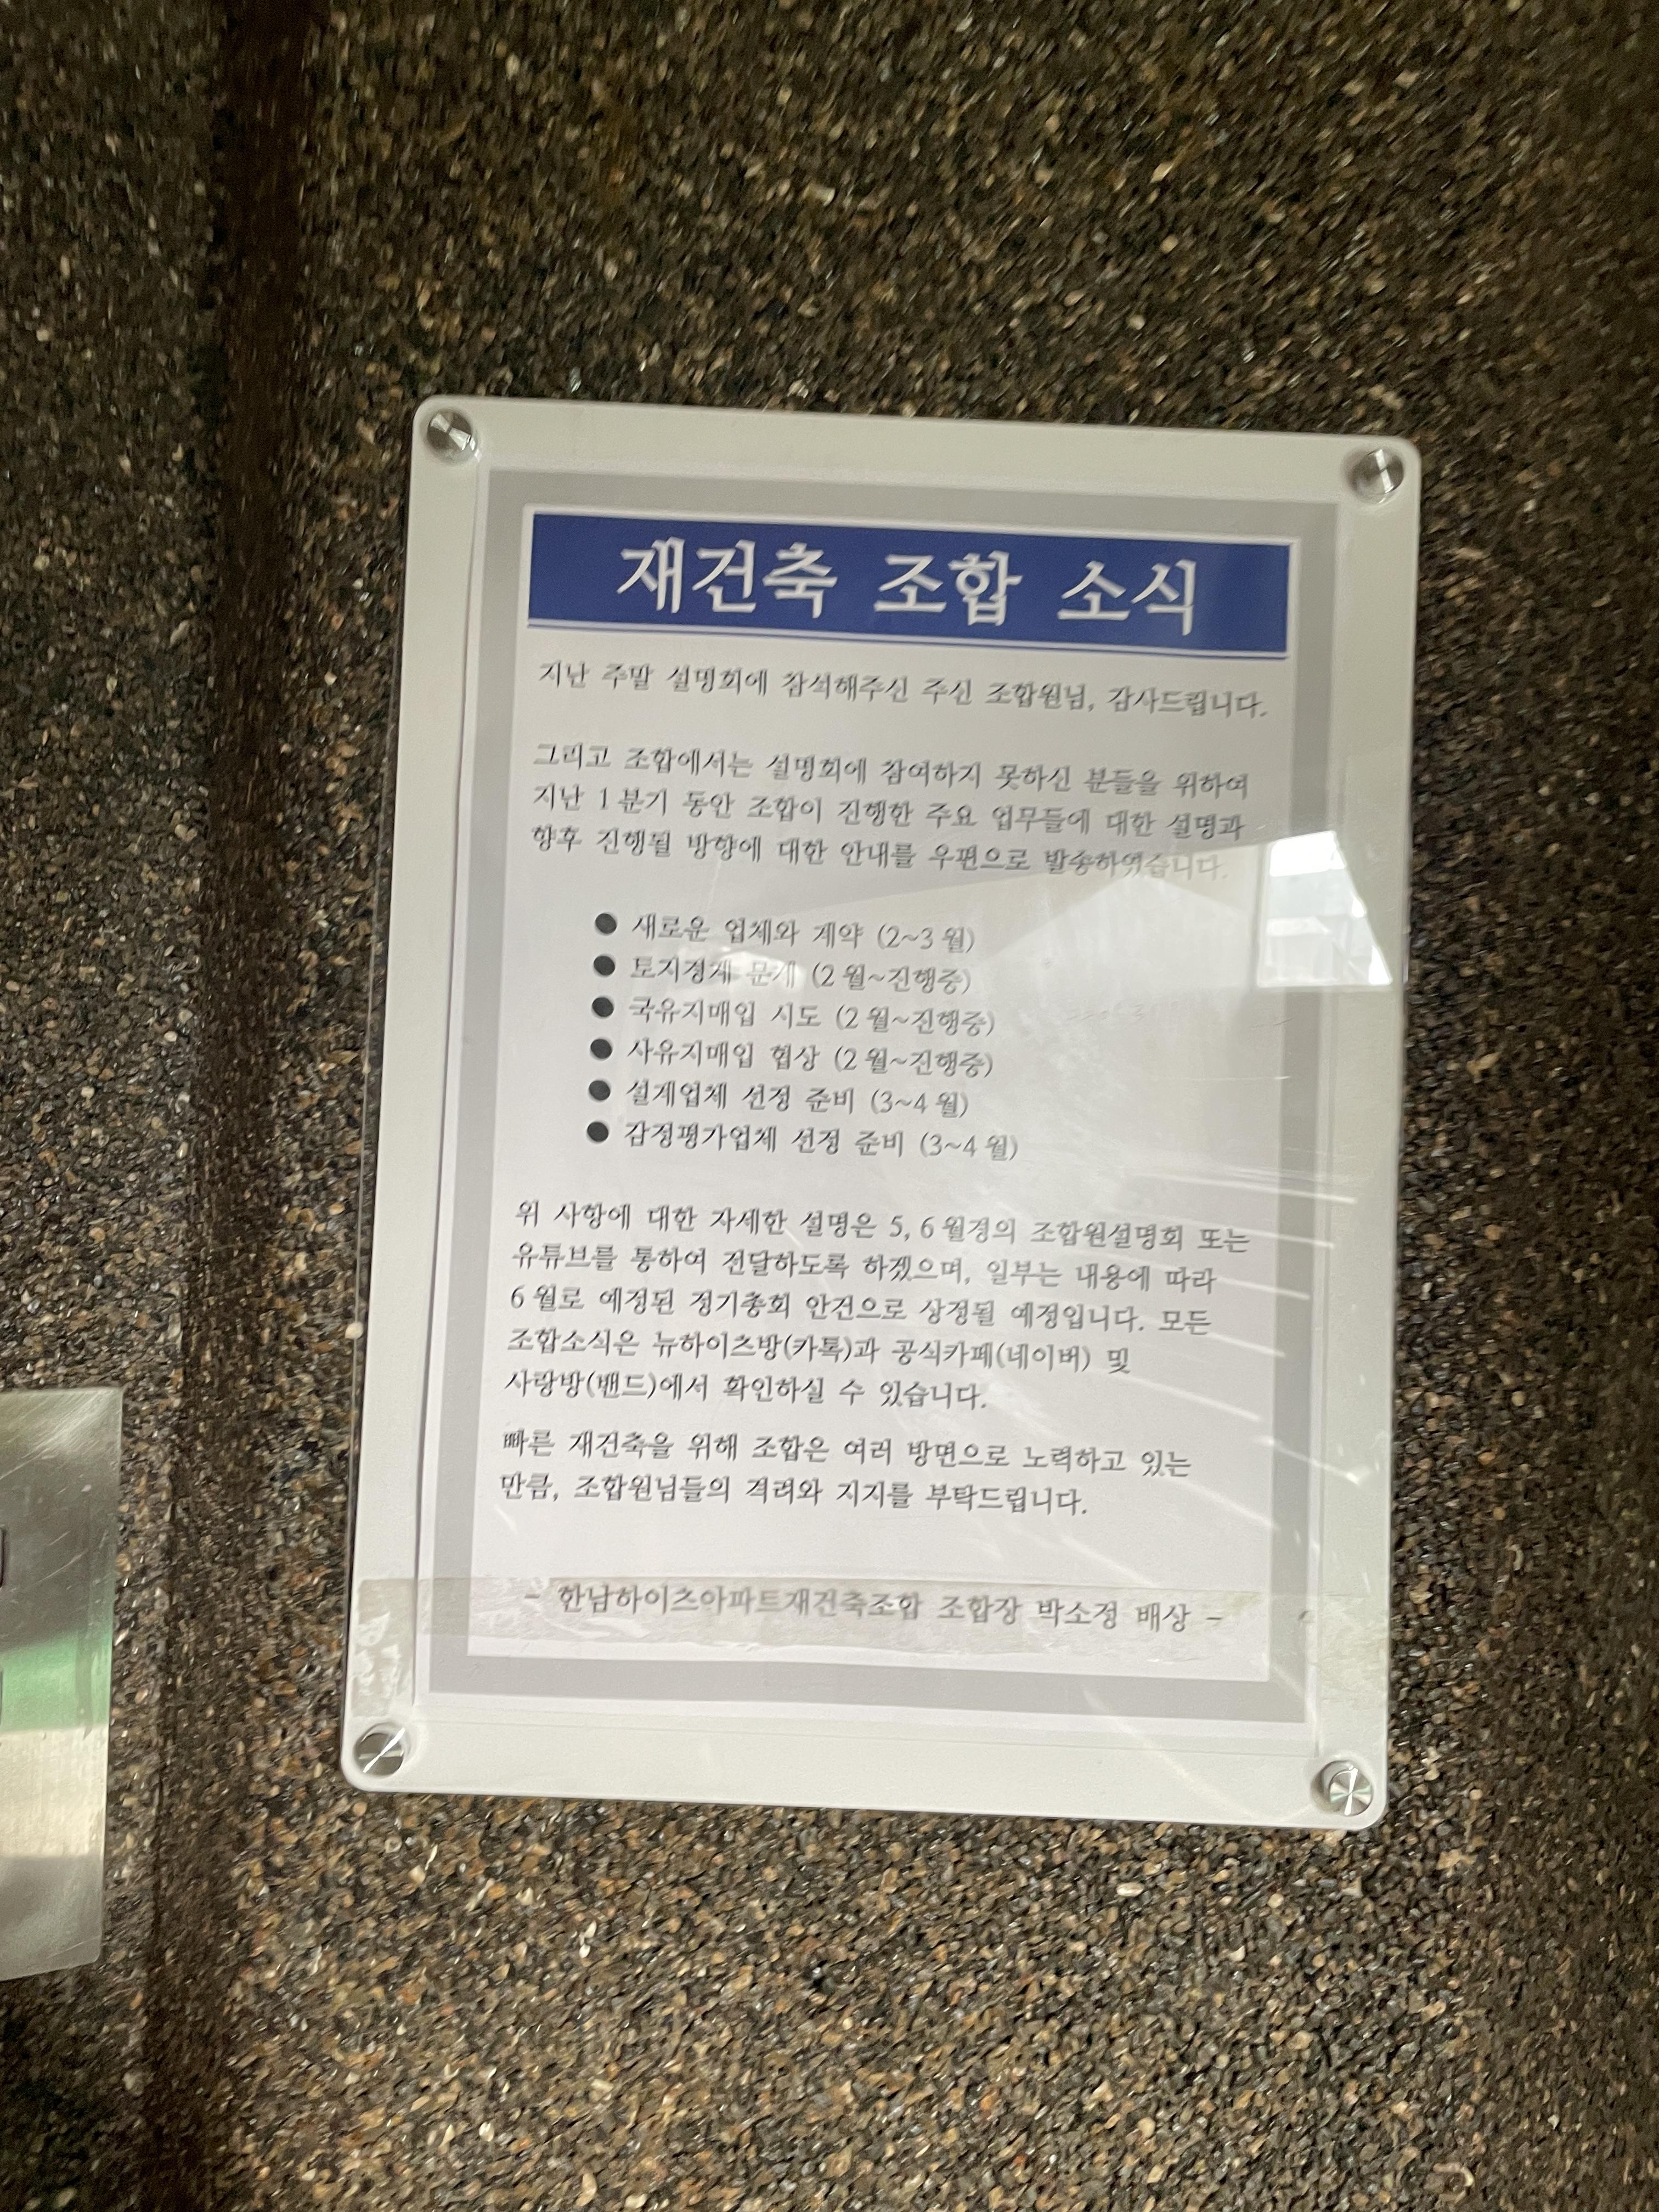 재건축 조합 소식
지난 주말 설명회에 참석해주신 주신 조합원님, 감사드립니다.
그리고 조합에서는 설명회에 참여하지 못하신 분들을 위하여
지난 1분기 동안 조합이 진행한 주요 업무들에 대한 설명과
향후 진행될 방향에 대한 안내를 우편으로 발송하였습니다.
● 새로운 업체와 계약 (2~3월)
● 토지경계 문제 (2월~진행중)
● 국유지매입 시도 (2월~진행중)
● 사유지매입 협상 (2월~진행중)
● 설계업체 선정 준비 (3~4월)
● 감정평가업체 선정 준비 (3~4월)
위 사항에 대한 자세한 설명은 5, 6월경의 조합원설명회 또는
유튜브를 통하여 전달하도록 하겠으며, 일부는 내용에 따라
6월로 예정된 정기총회 안건으로 상정될 예정입니다. 모든
조합소식은 뉴하이츠방(카톡)과 공식카페(네이버) 및
사랑방(밴드)에서 확인하실 수 있습니다.
빠른 재건축을 위해 조합은 여러 방면으로 노력하고 있는
만큼, 조합원님들의 격려와 지지를 부탁드립니다.
- 한남하이츠아파트재건축조합 조합장 박소정 배상 -